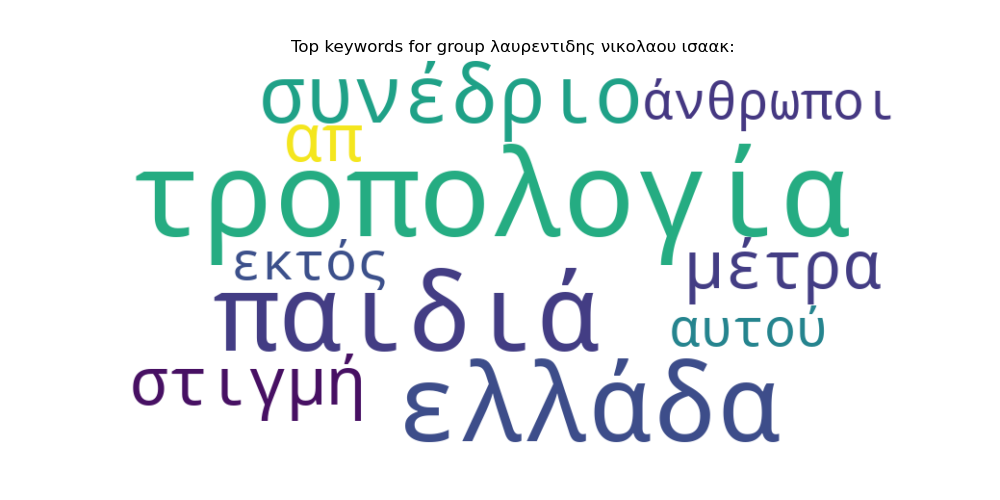 Top keywords for group λαυρεντιδης νικολαου ισαακ:
συνέδριο
άνθρωποι
απ
τροπολογία
εκτός
μέτρα
παιδιά
αυτού
στιγμή
ελλάδα